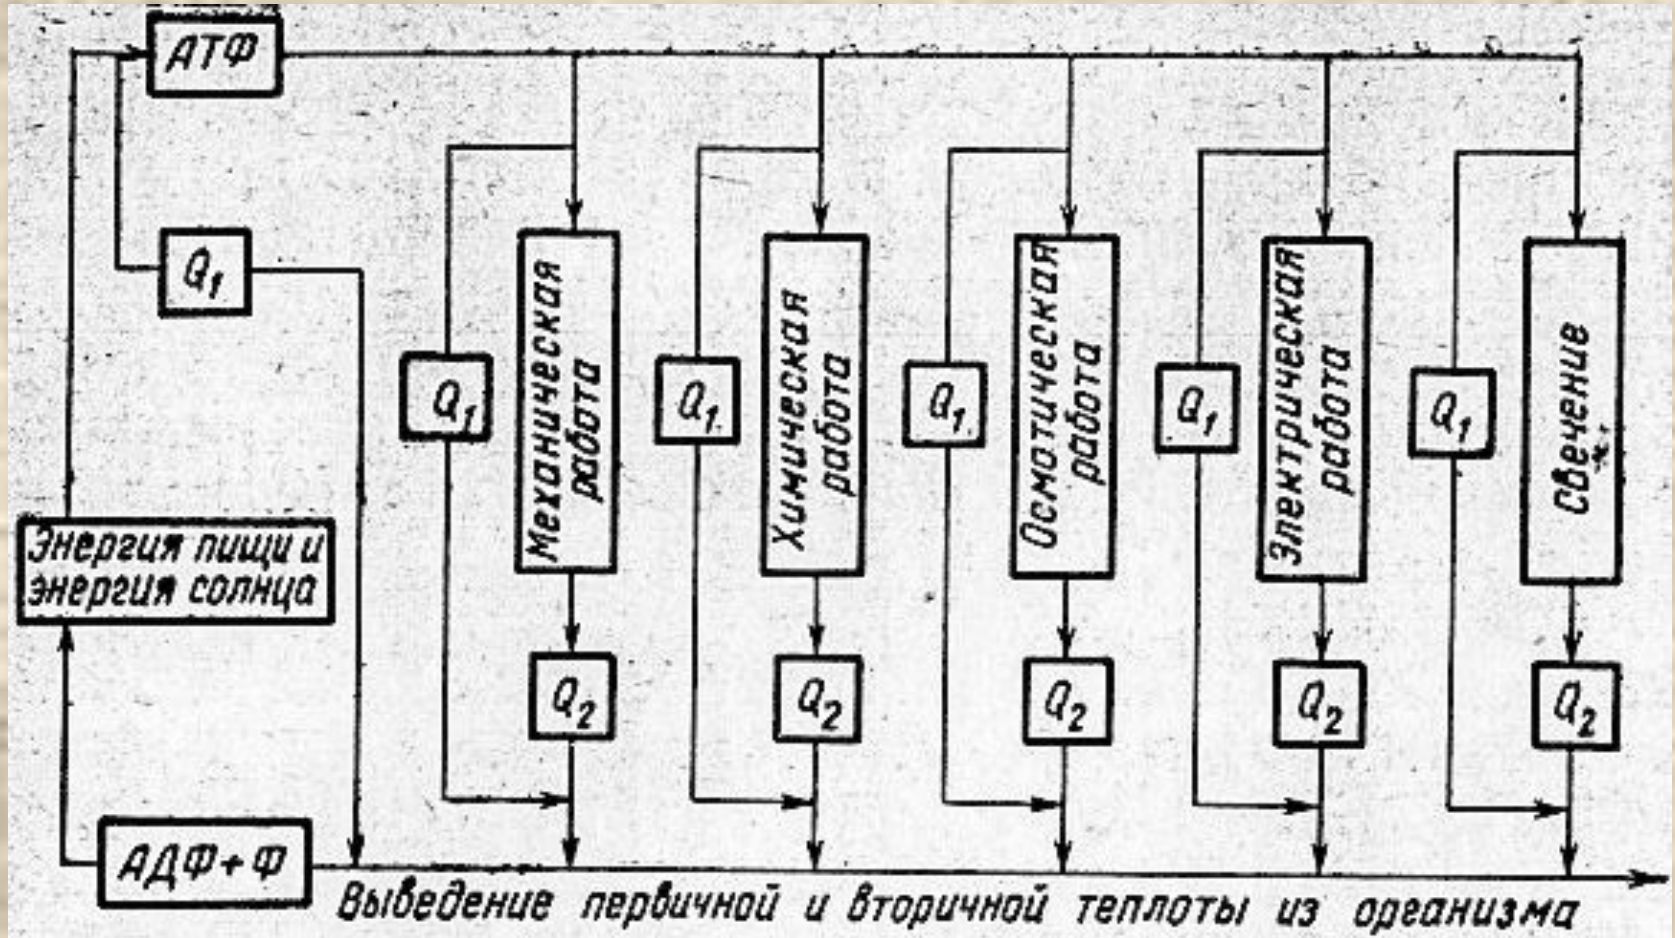 АТФ
Q1
Энергия пищи и
энергия солнца
АДФ+Ф
Q1
Механическая
работа
Q2
Q1
Химическая
работа
Q2
Q1
Осмотическая
работа
Q2
Q1
Электрическая
работа
Q2
Q1
Свечение
Q2
Выведение первичной и вторичной теплоты из организма